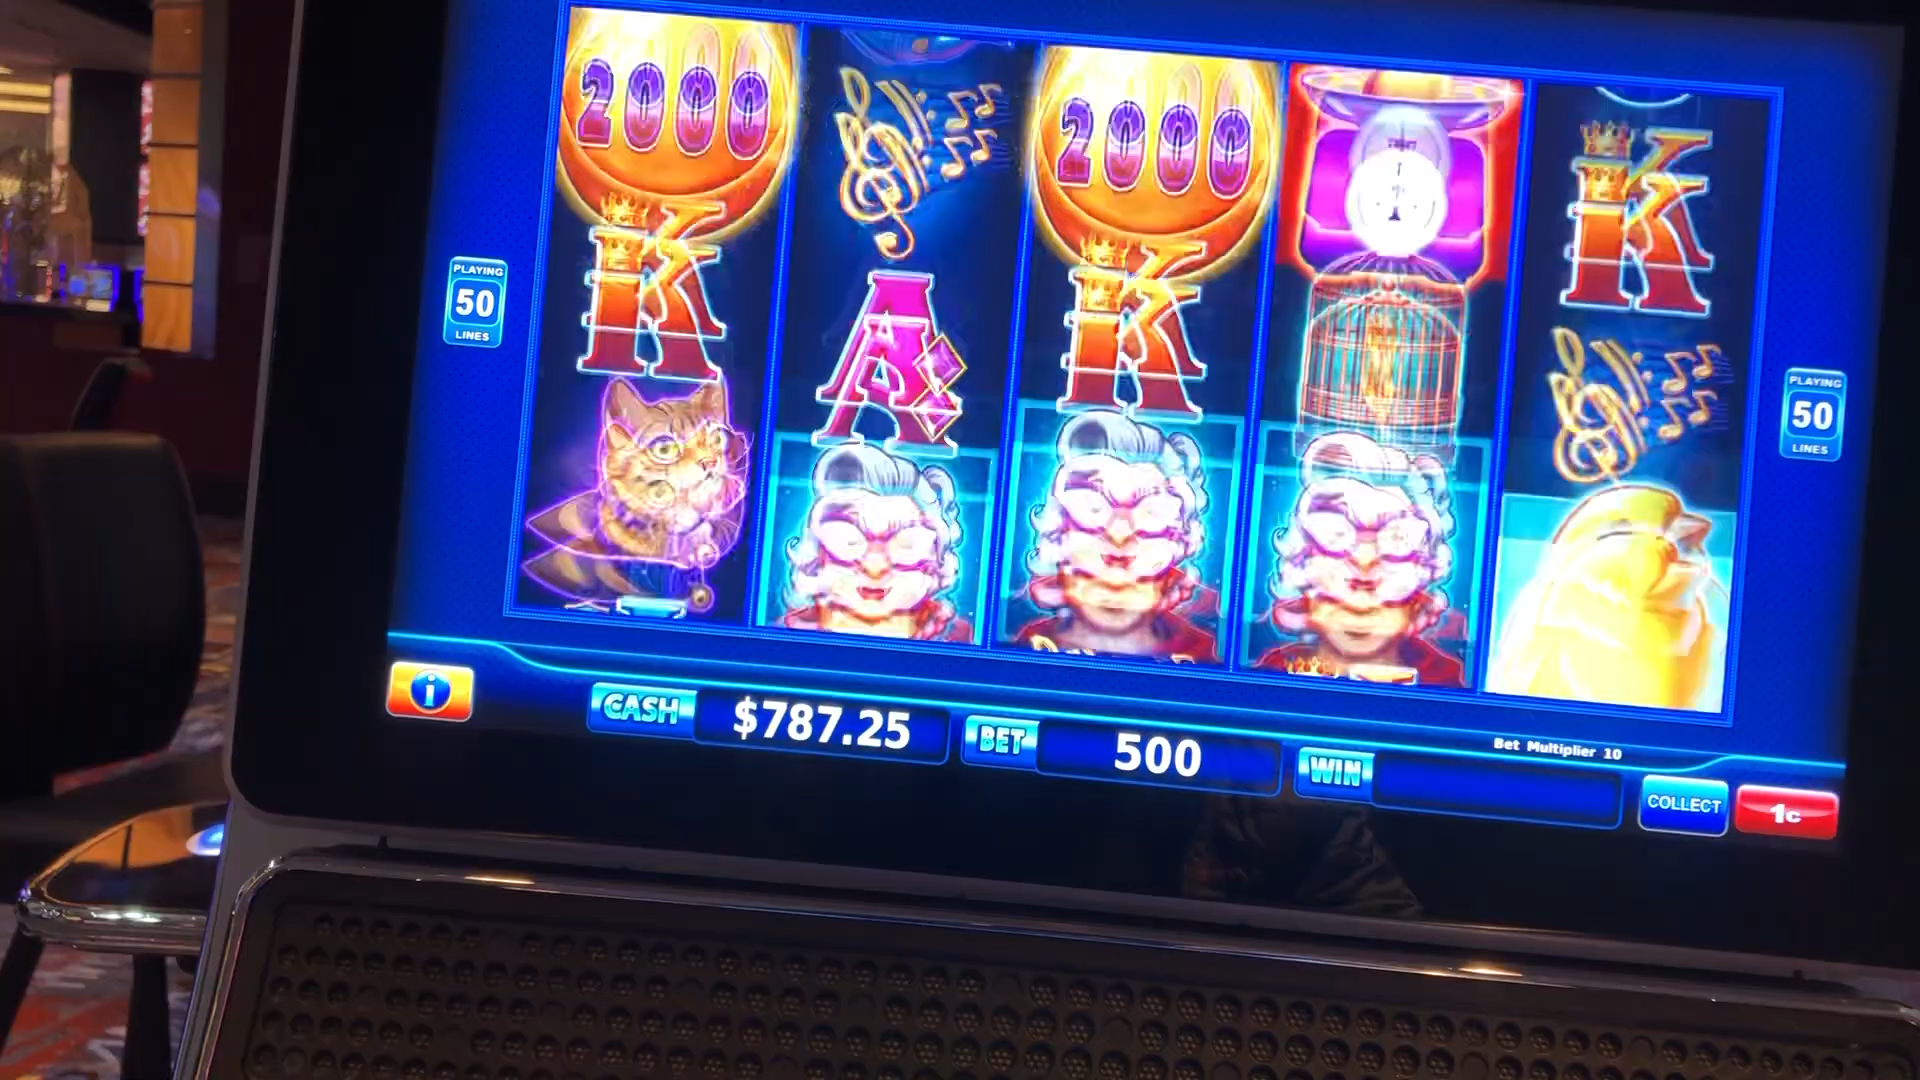 2000
2000
K
K
K
A
PLAYING
50
LINES
PLAYING
50
LINES
i
CASH $787.25
BET 500
Bet Multiplier 10
WIN
COLLECT
1c